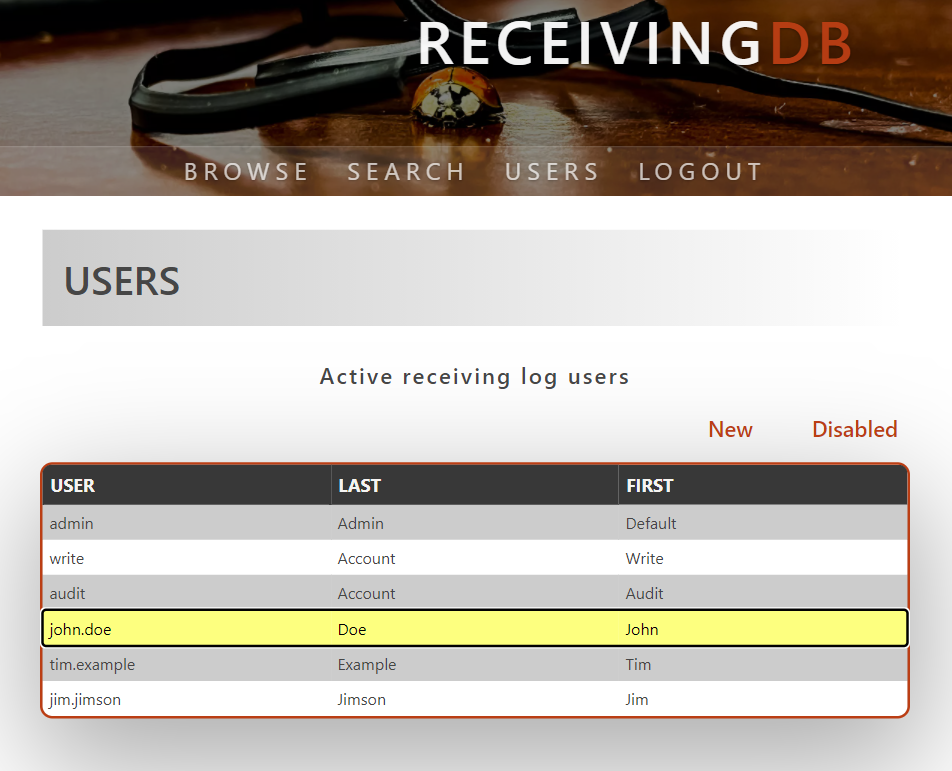 RECEIVINGDB
BROWSE SEARCH USERS LOGOUT
USERS
Active receiving log users
New Disabled
USER LAST FIRST
admin Admin Default
write Account Write
audit Account Audit
john.doe Doe John
tim.example Example Tim
jim.jimson Jimson Jim